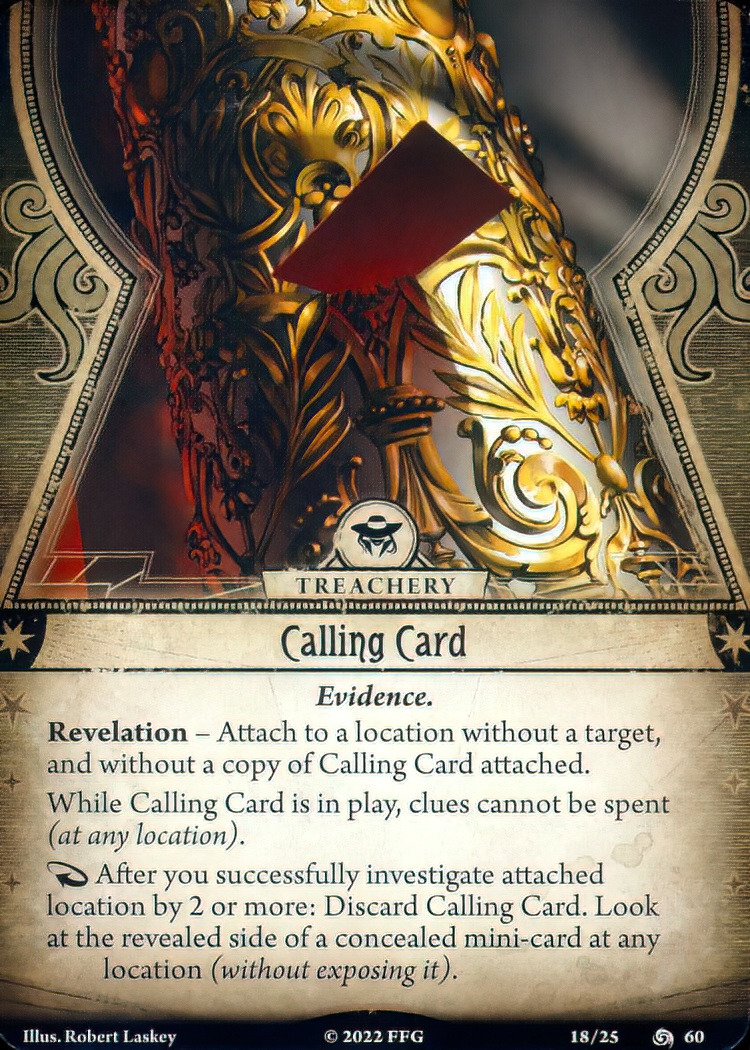 TREACHERY
Calling Card
Evidence.
Revelation – Attach to a location without a target,
and without a copy of Calling Card attached.
While Calling Card is in play, clues cannot be spent
(at any location).
After you successfully investigate attached
location by 2 or more: Discard Calling Card. Look
at the revealed side of a concealed mini-card at any
location (without exposing it).
Illus. Robert Laskey
© 2022 FFG
18/25
60